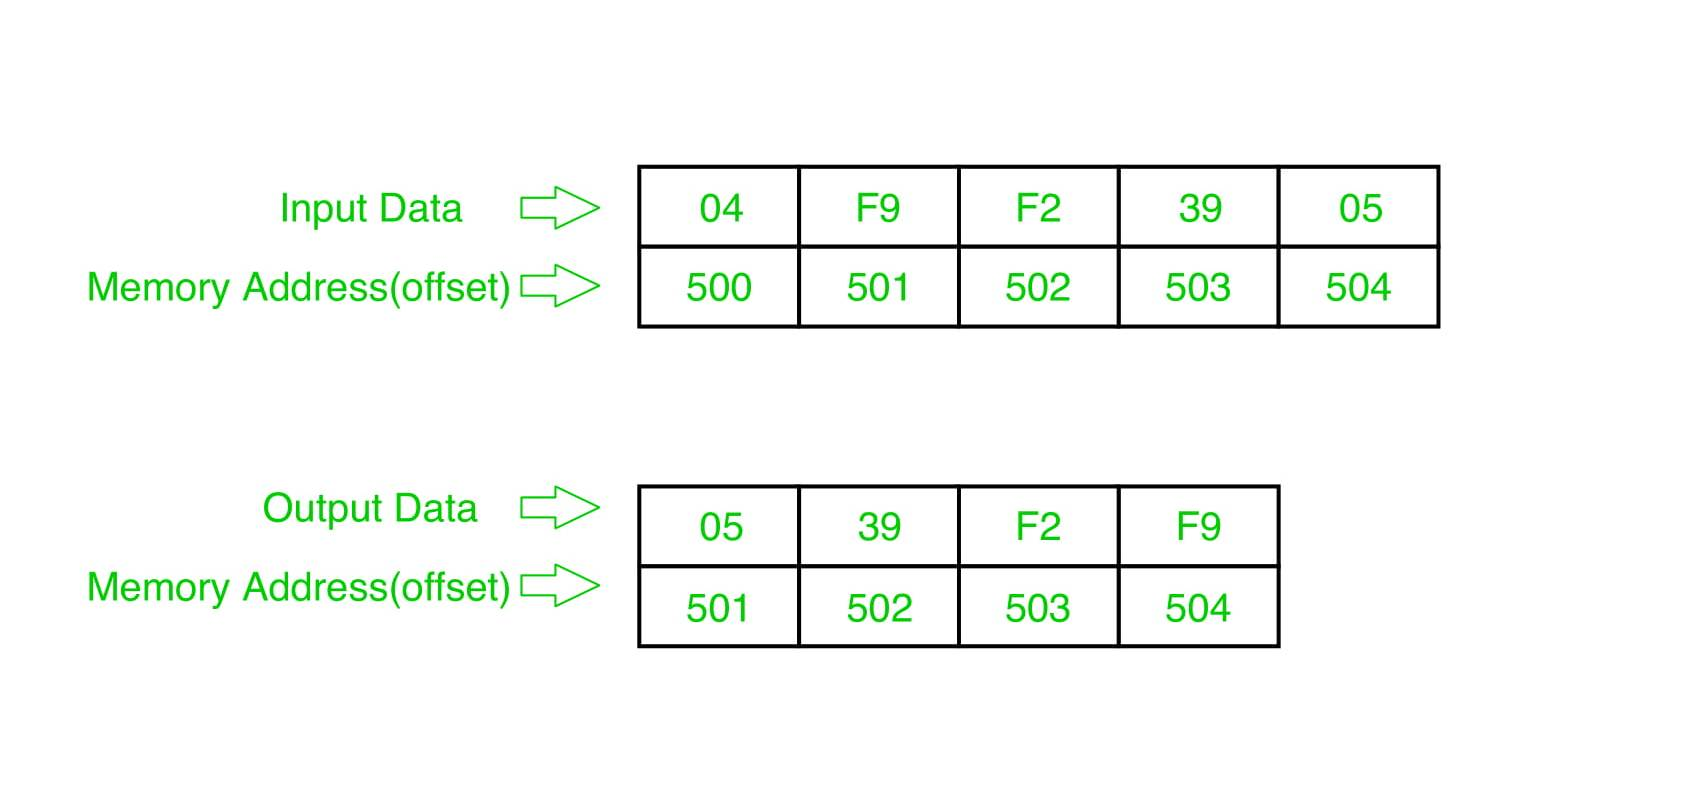 Input Data 04 F9 F2 39 05
Memory Address(offset) 500 501 502 503 504
Output Data 05 39 F2 F9
Memory Address(offset) 501 502 503 504